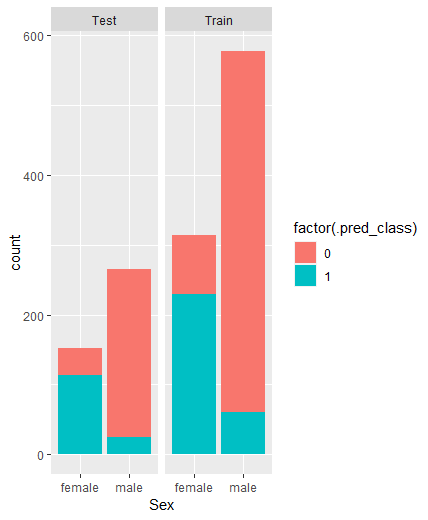 Test Train
600
400
200
0
count
female male female male
Sex
factor(.pred_class)
0
1